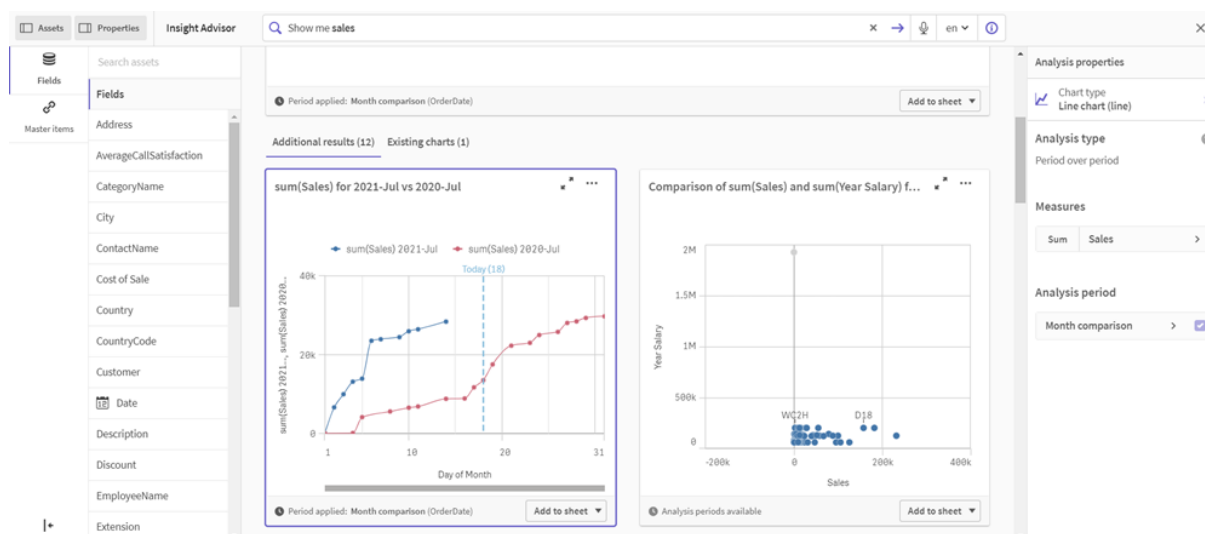 Assets Properties Insight Advisor Show me sales en
Fields
Master items
Search assets
Fields
Address
AverageCallSatisfaction
CategoryName
City
ContactName
Cost of Sale
Country
CountryCode
Customer
Date
Description
Discount
EmployeeName
Extension
Period applied: Month comparison (OrderDate) Add to sheet
Additional results (12) Existing charts (1)
sum(Sales) for 2021-Jul vs 2020-Jul
sum(Sales) 2021-Jul sum(Sales) 2020-Jul
Today (18)
sum(Sales) 2021..., sum(Sales) 2020...
40k
20k
0
1 10 20 31
Day of Month
Period applied: Month comparison (OrderDate) Add to sheet
Comparison of sum(Sales) and sum(Year Salary) f...
Year Salary
2M
1.5M
1M
500k
0
WC2H D18
-200k 0 200k 400k
Sales
Analysis periods available Add to sheet
Analysis properties
Chart type
Line chart (line)
Analysis type
Period over period
Measures
Sum Sales
Analysis period
Month comparison